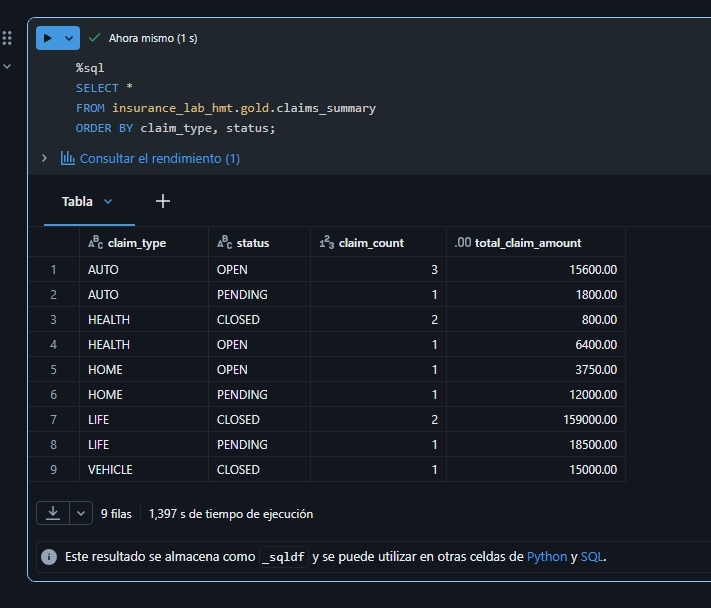 Ahora mismo (1 s)
%sql
SELECT *
FROM insurance_lab_hmt.gold.claims_summary
ORDER BY claim_type, status;
Consultar el rendimiento (1)
Tabla
claim_type status claim_count .00 total_claim_amount
1 AUTO OPEN 3 15600.00
2 AUTO PENDING 1 1800.00
3 HEALTH CLOSED 2 800.00
4 HEALTH OPEN 1 6400.00
5 HOME OPEN 1 3750.00
6 HOME PENDING 1 12000.00
7 LIFE CLOSED 2 159000.00
8 LIFE PENDING 1 18500.00
9 VEHICLE CLOSED 1 15000.00
9 filas 1,397 s de tiempo de ejecución
Este resultado se almacena como _sqldf y se puede utilizar en otras celdas de Python y SQL.